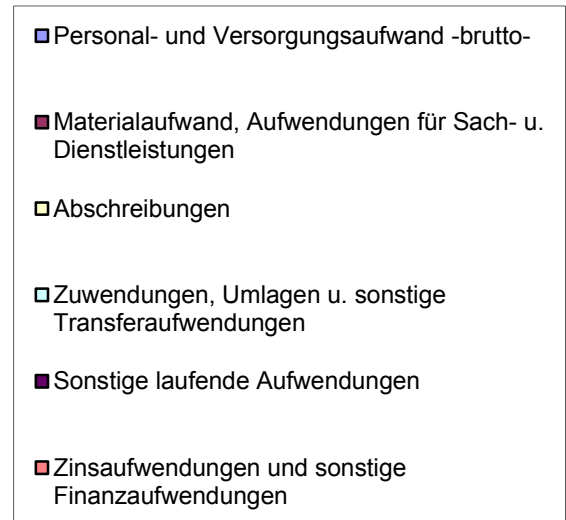 Personal- und Versorgungsaufwand -brutto-
Materialaufwand, Aufwendungen für Sach- u.
Dienstleistungen
Abschreibungen
Zuwendungen, Umlagen u. sonstige
Transferaufwendungen
Sonstige laufende Aufwendungen
Zinsaufwendungen und sonstige
Finanzaufwendungen